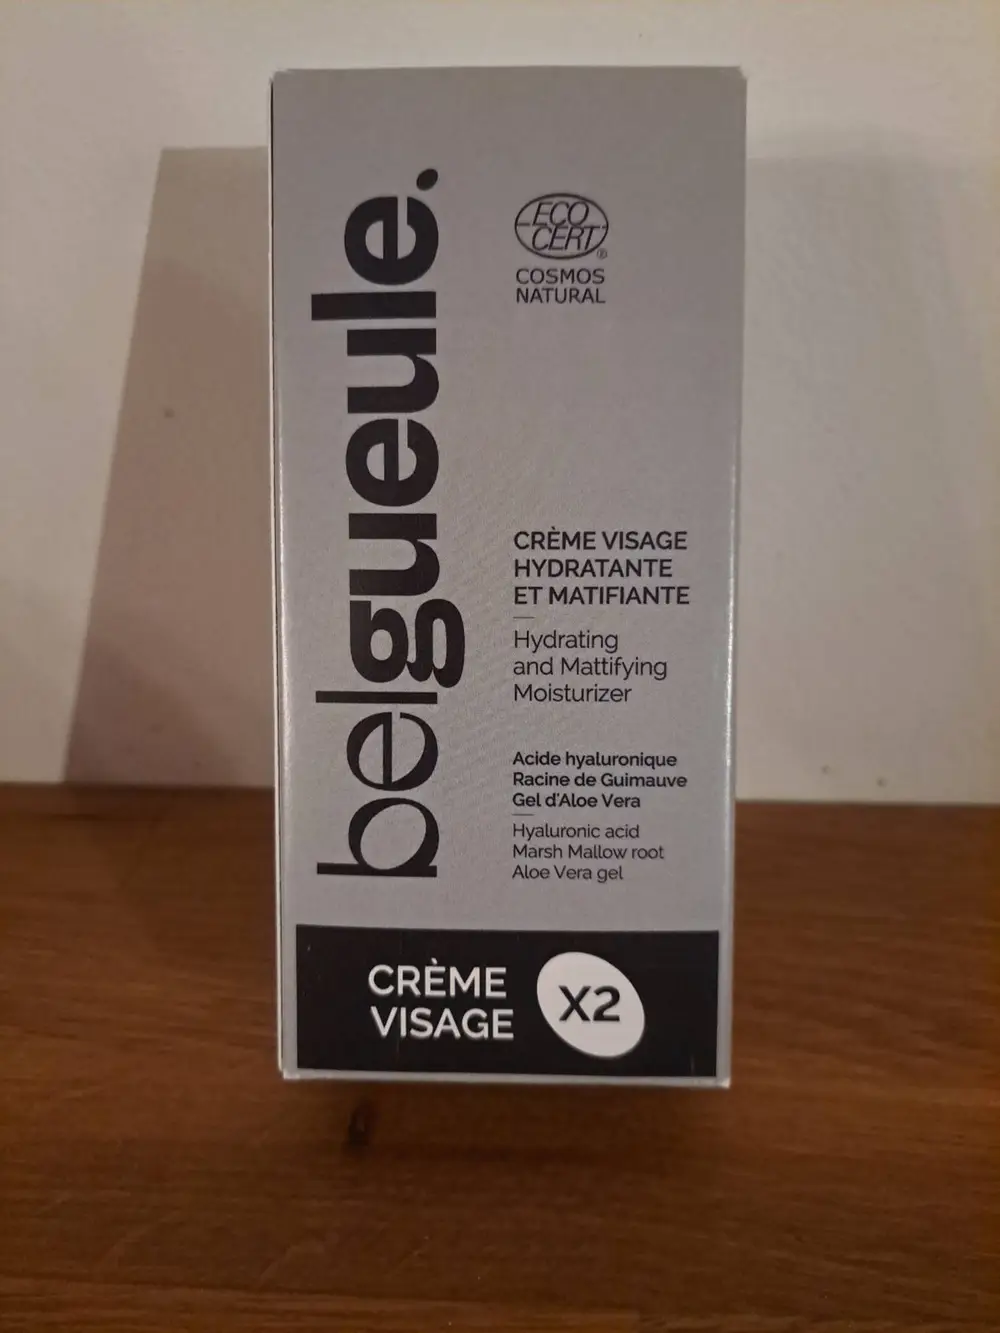 belgueule.
ECO
CERT
®
COSMOS
NATURAL
CRÈME VISAGE
HYDRATANTE
ET MATIFIANTE
Hydrating
and Mattifying
Moisturizer
Acide hyaluronique
Racine de Guimauve
Gel d'Aloe Vera
Hyaluronic acid
Marsh Mallow root
Aloe Vera gel
CRÈME
VISAGE
X2